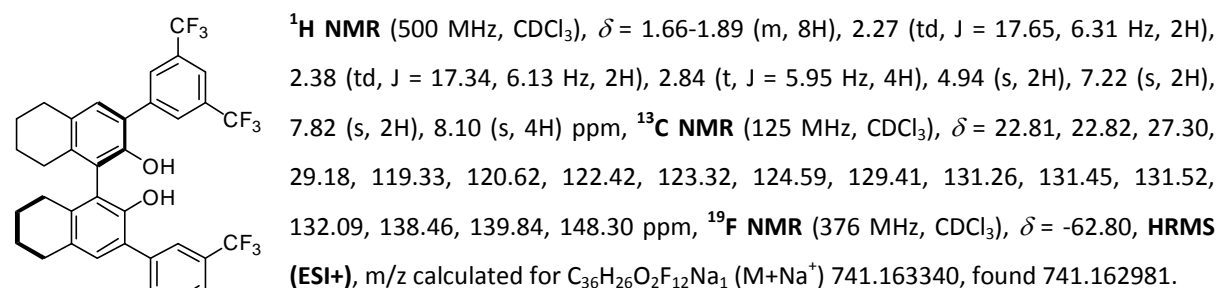 CF₃
¹H NMR (500 MHz, CDCl₃), δ = 1.66-1.89 (m, 8H), 2.27 (td, J = 17.65, 6.31 Hz, 2H),
2.38 (td, J = 17.34, 6.13 Hz, 2H), 2.84 (t, J = 5.95 Hz, 4H), 4.94 (s, 2H), 7.22 (s, 2H),
CF₃
7.82 (s, 2H), 8.10 (s, 4H) ppm, ¹³C NMR (125 MHz, CDCl₃), δ = 22.81, 22.82, 27.30,
OH
29.18, 119.33, 120.62, 122.42, 123.32, 124.59, 129.41, 131.26, 131.45, 131.52,
OH
132.09, 138.46, 139.84, 148.30 ppm, ¹⁹F NMR (376 MHz, CDCl₃), δ = -62.80, HRMS
CF₃
(ESI+), m/z calculated for C₃₆H₂₆O₂F₁₂Na₁ (M+Na⁺) 741.163340, found 741.162981.